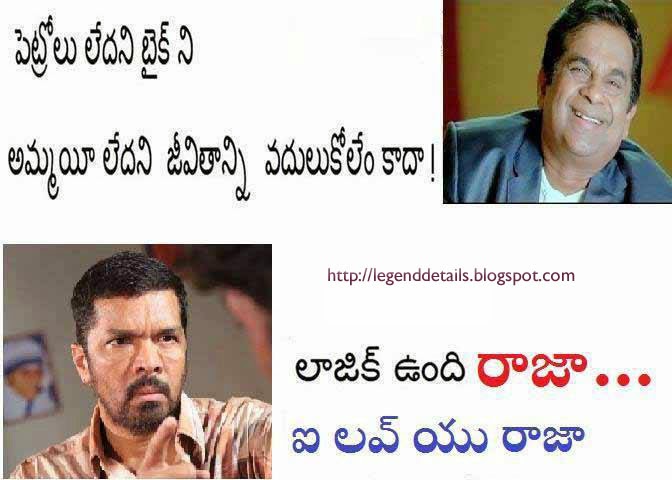 పెట్రోలు లేదని బైక్ ని
అమ్మయీ లేదని జీవితాన్ని వదులుకోలేం కాదా !
http://legenddetails.blogspot.com
లాజిక్ ఉంది రాజా...
ఐ లవ్ యు రాజా